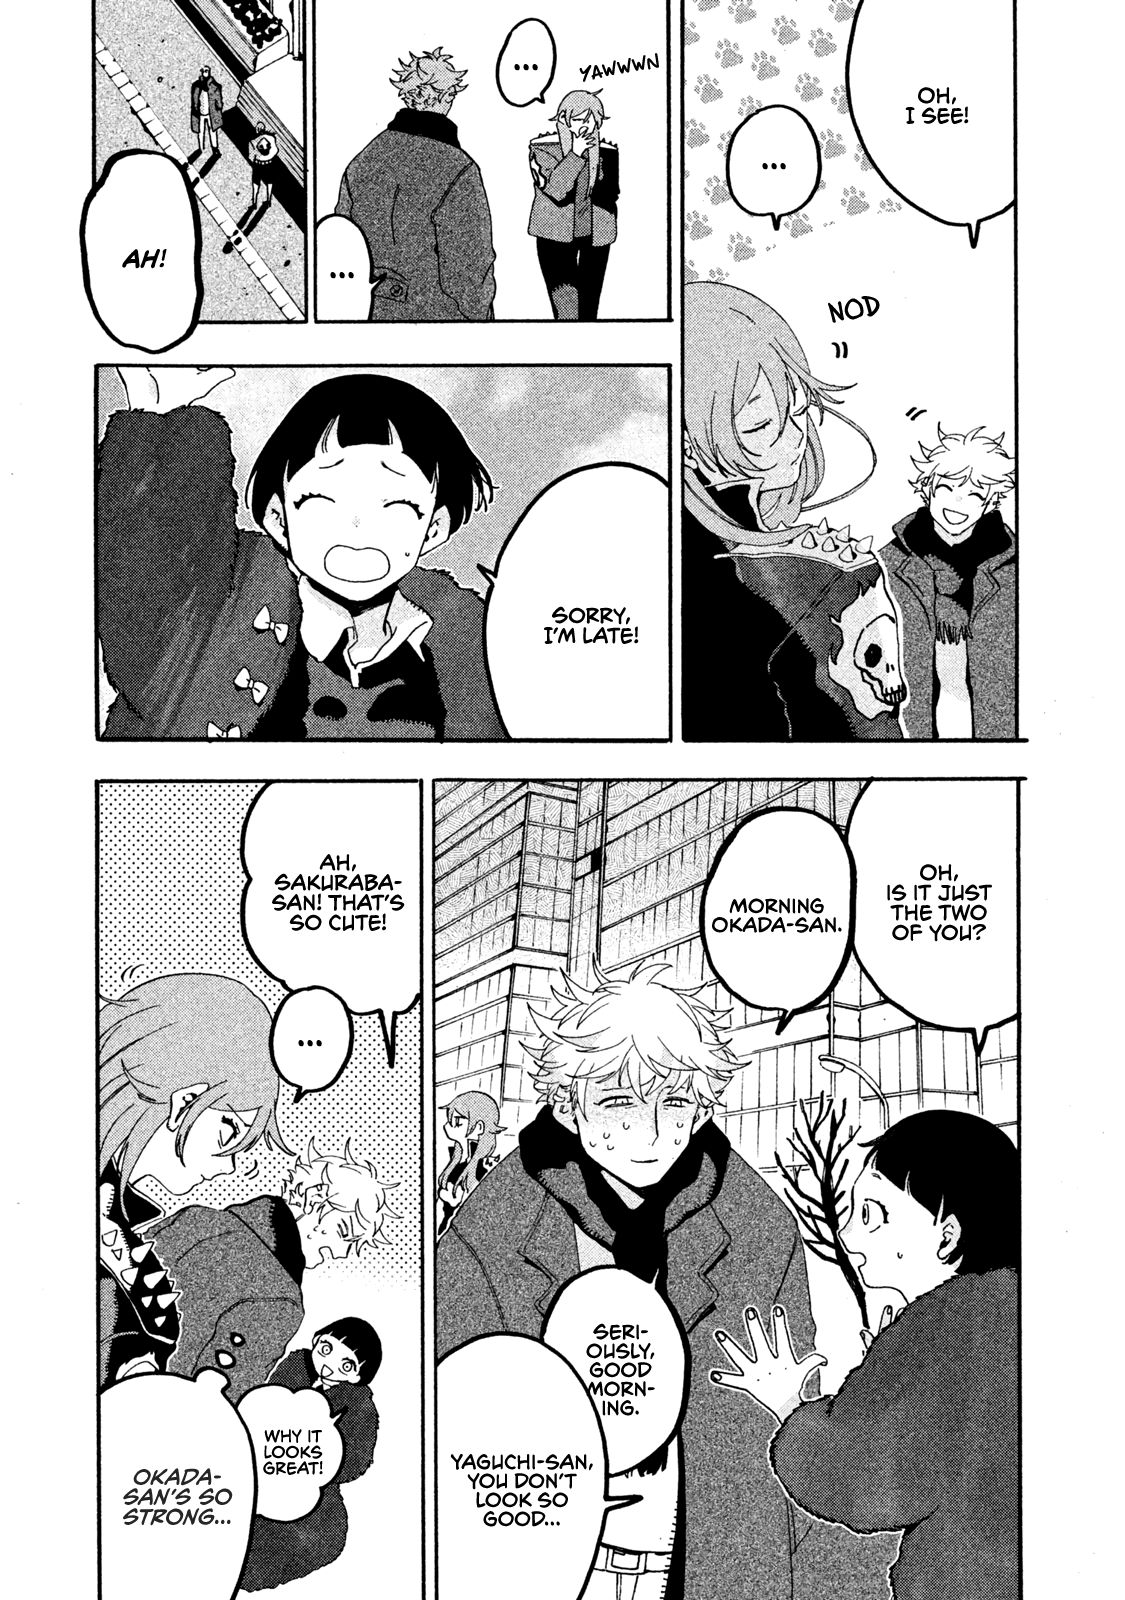 OH,
I SEE!
...
NOD
YAWWWN
...
...
AH!
SORRY,
I'M LATE!
OH,
IS IT JUST
THE TWO
OF YOU?
MORNING
OKADA-SAN.
SERI-
OUSLY,
GOOD
MORN-
ING.
YAGUCHI-SAN,
YOU DON'T
LOOK SO
GOOD...
AH,
SAKURABA-
SAN! THAT'S
SO CUTE!
...
WHY IT
LOOKS
GREAT!
OKADA-
SAN'S SO
STRONG...